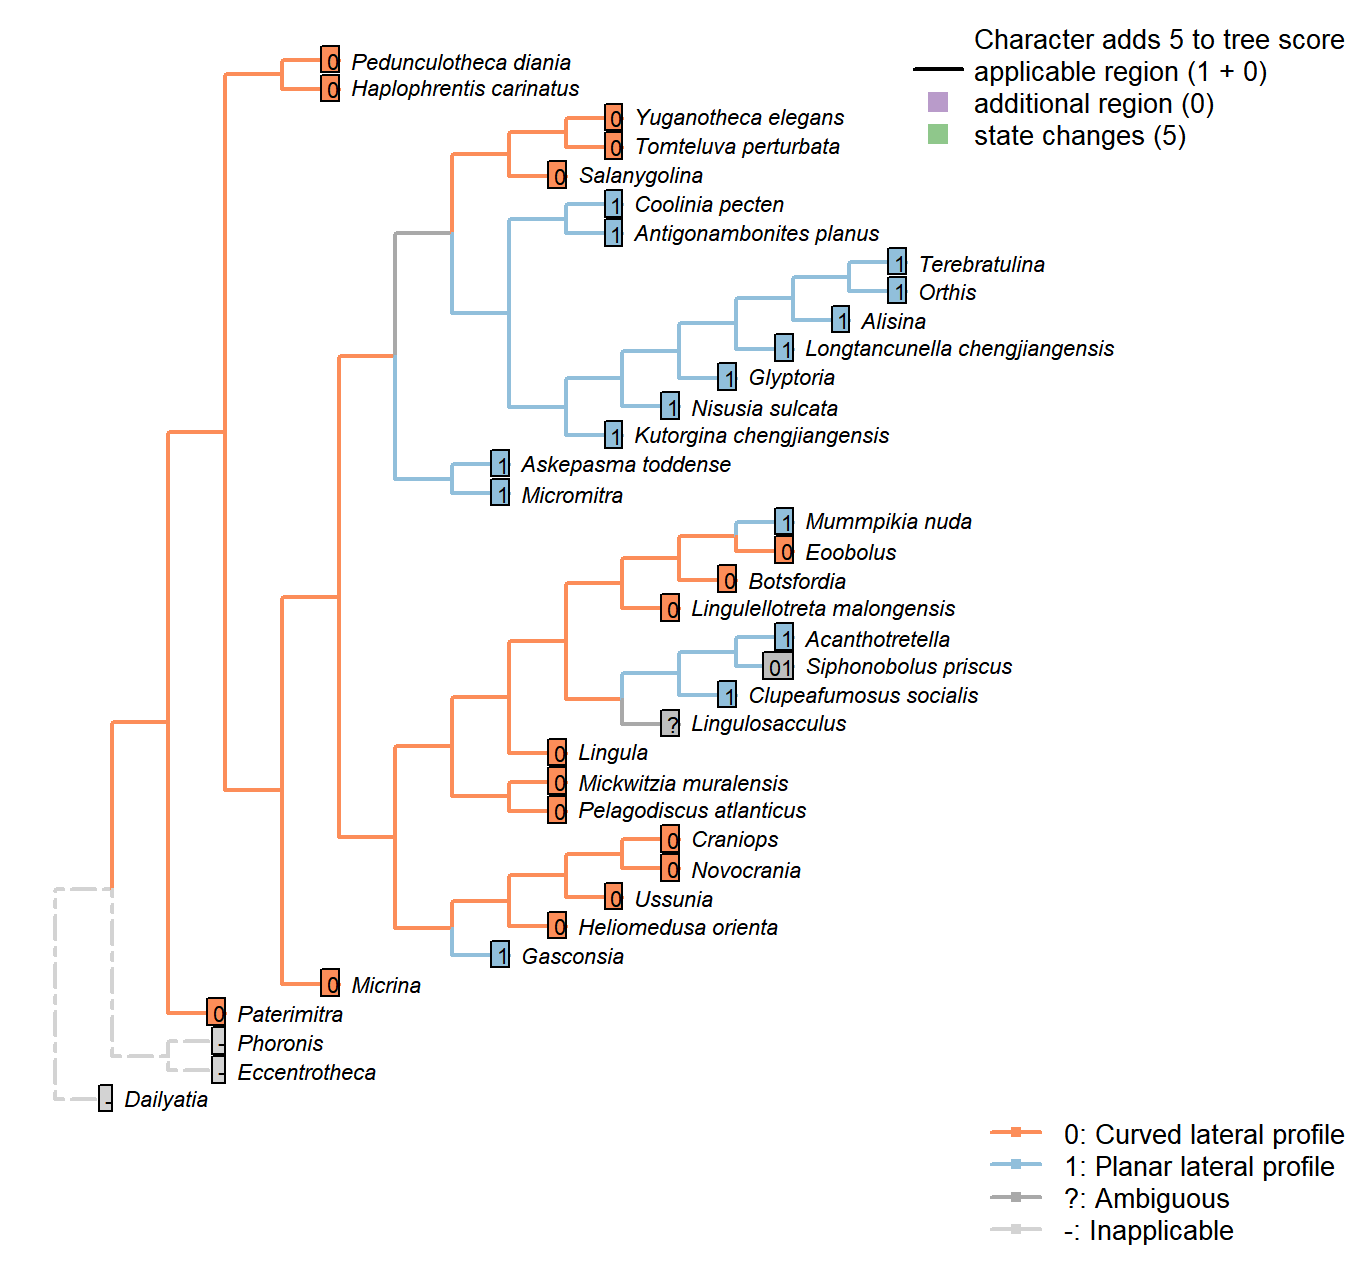 Character adds 5 to tree score
applicable region (1 + 0)
additional region (0)
state changes (5)
0 Pedunculotheca diania
0 Haplophrentis carinatus
0 Yuganotheca elegans
0 Tomteluva perturbata
0 Salanygolina
1 Coolinia pecten
1 Antigonambonites planus
1 Terebratulina
1 Orthis
1 Alisina
1 Longtancunella chengjiangensis
1 Glyptoria
1 Nisusia sulcata
1 Kutorgina chengjiangensis
1 Askepasma toddense
1 Micromitra
1 Mummpikia nuda
0 Eoobolus
0 Botsfordia
0 Lingulellotreta malongensis
1 Acanthotretella
01 Siphonobolus priscus
1 Clupeafumosus socialis
? Lingulosacculus
0 Lingula
0 Mickwitzia muralensis
0 Pelagodiscus atlanticus
0 Craniops
0 Novocrania
0 Ussunia
0 Heliomedusa orienta
1 Gasconsia
0 Micrina
0 Paterimitra
- Phoronis
- Eccentrotheca
- Dailyatia
0: Curved lateral profile
1: Planar lateral profile
?: Ambiguous
-: Inapplicable